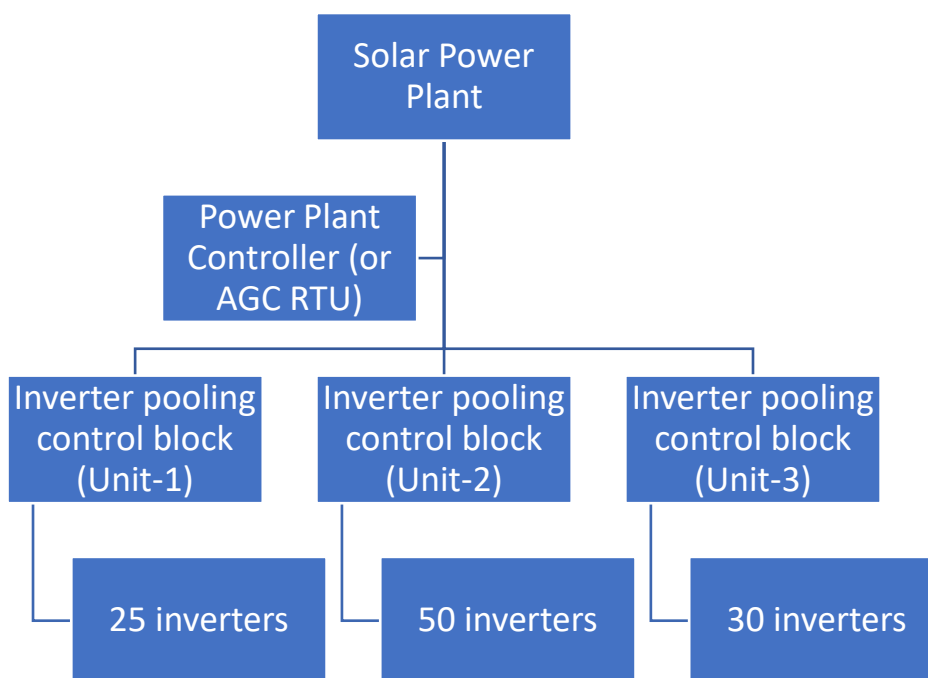 Solar Power
Plant
Power Plant
Controller (or
AGC RTU)
Inverter pooling
control block
(Unit-1)
Inverter pooling
control block
(Unit-2)
Inverter pooling
control block
(Unit-3)
25 inverters
50 inverters
30 inverters